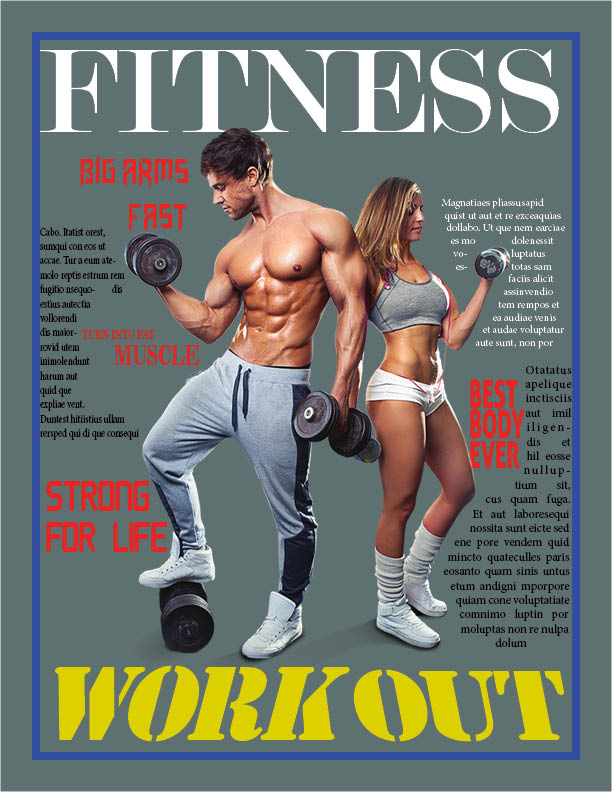 FITNESS
BIG ARMS
FAST
Cabo. Itatist orest,
sumqui con eos ut
accae. Tur a eum ate-
molo reptis estrum rem
fugitio nsequo- dis
estius autectia
vollorendi
dis maior-
rovid utem
inimolendunt
harum aut
quid que
expliae vent.
Duntest hitiistius ullam
rersped qui di que consequi
TURN INTO FAT
MUSCLE
STRONG
FOR LIFE
Magnatiaes pliassusapid
quist ut aut et re exceaquias
dollabo. Ut que nem earciae
es mo dolenessit
vo- luptatus
es- totas sam
faciis alicit
assinvendio
tem rempos et
ea audiae venis
et audae voluptatur
aute sunt, non por
BEST
BODY
EVER
Otatatus
apelique
inctisciis
aut imil
iligen-
dis et
hil eosse
nullup-
tium sit,
cus quam fuga.
Et aut laboresequi
nossita sunt eicte sed
ene pore vendem quid
mincto quateculles paris
eosanto quam sinis untus
etum andigni mporpore
quiam cone voluptatiate
comnimo luptin por
moluptas non re nulpa
dolum
WORK OUT